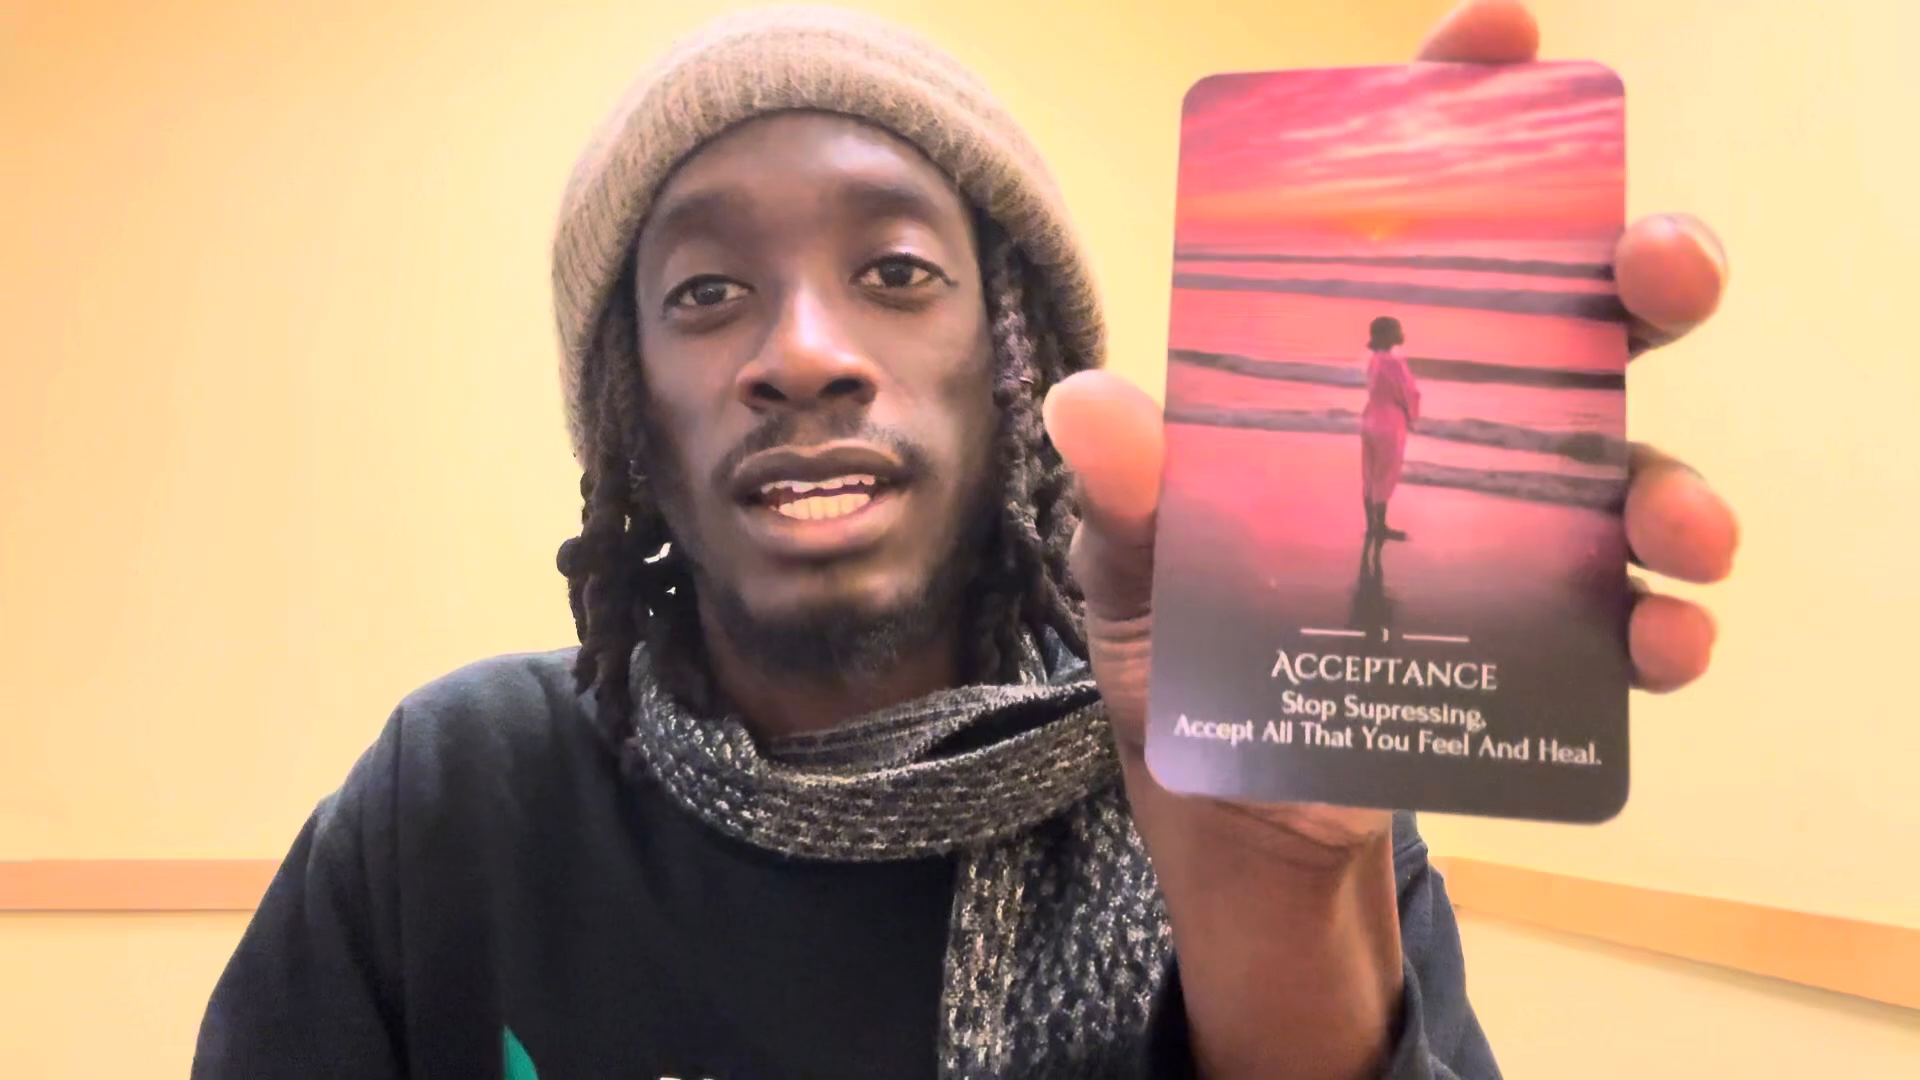 ACCEPTANCE
Stop Supressing,
Accept All That You Feel And Heal.